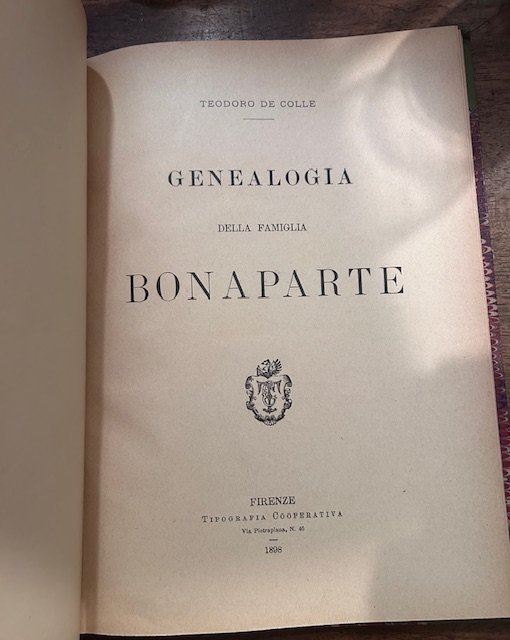 TEODORO DE COLLE
GENEALOGIA
DELLA FAMIGLIA
BONAPARTE
FIRENZE
TIPOGRAFIA COOPERATIVA
Via Pietrapiana, N. 46
1898